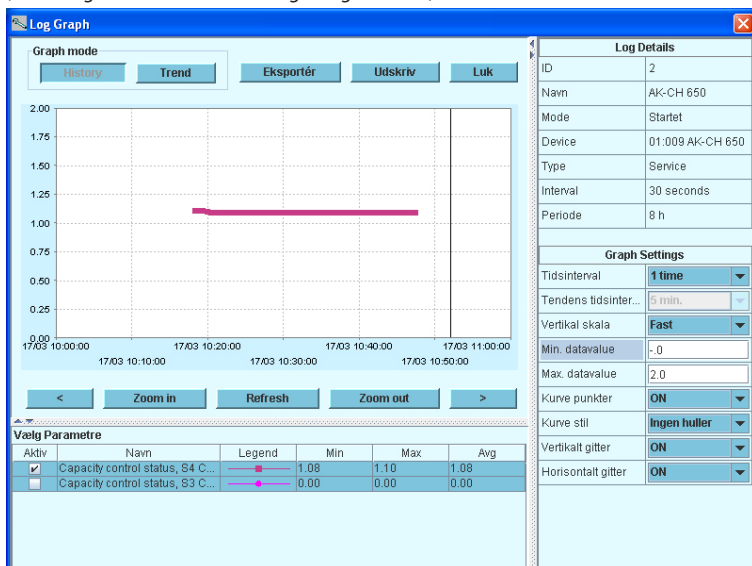 Log Graph
Graph mode
History Trend Eksportér Udskriv Luk
2.00
1.75
1.50
1.25
1.00
0.75
0.50
0.25
0.00
17/03 10:00:00 17/03 10:20:00 17/03 10:40:00 17/03 11:00:00
17/03 10:10:00 17/03 10:30:00 17/03 10:50:00
< Zoom in Refresh Zoom out >
Vælg Parametre
Aktiv Navn Legend Min Max Avg
Capacity control status, S4 C... 1.08 1.10 1.08
Capacity control status, S3 C... 0.00 0.00 0.00
Log Details
ID 2
Navn AK-CH 650
Mode Startet
Device 01:009 AK-CH 650
Type Service
Interval 30 seconds
Periode 8 h
Graph Settings
Tidsinterval 1 time
Tendens tidsinter... 5 min.
Vertikal skala Fast
Min. datavalue -.0
Max. datavalue 2.0
Kurve punkter ON
Kurve stil Ingen huller
Vertikalt gitter ON
Horisontalt gitter ON